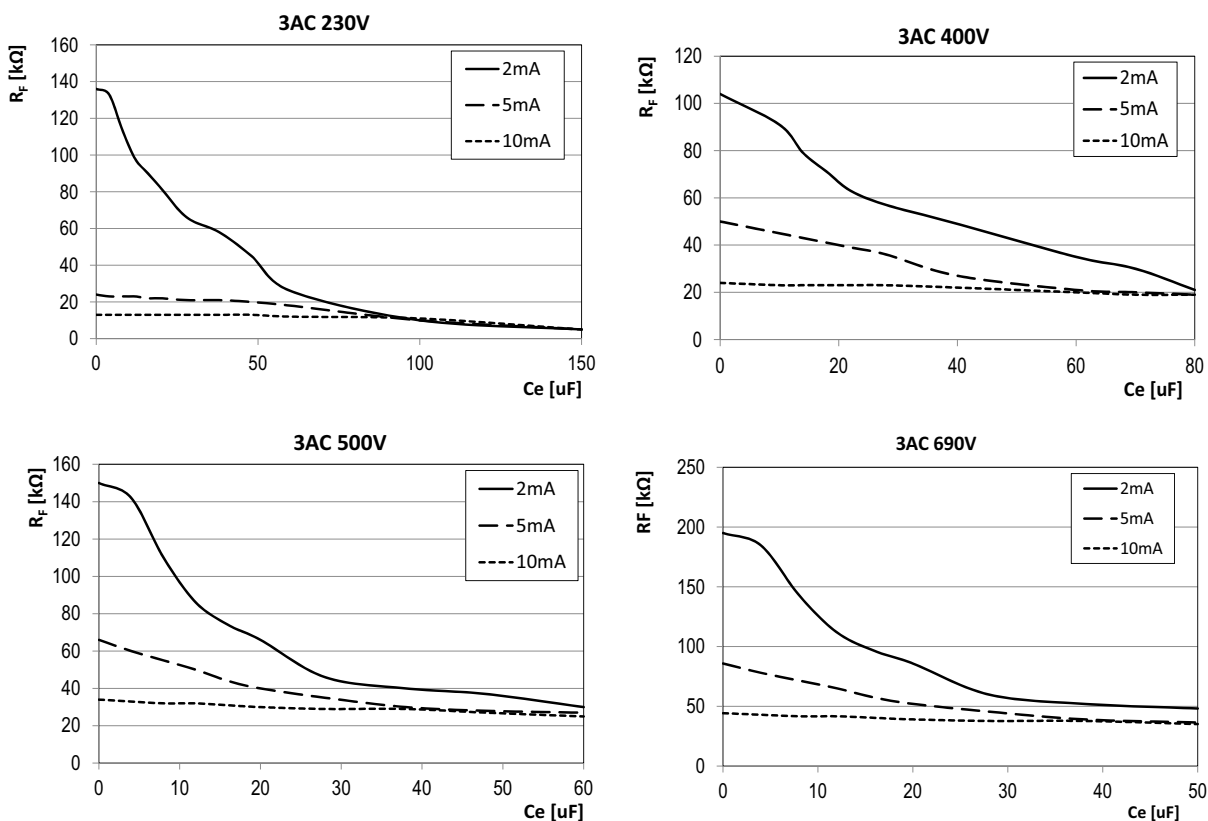 3AC 230V
R_F [kΩ]
160
140
120
100
80
60
40
20
0
0 50 100 150
Ce [uF]
2mA
5mA
10mA
3AC 400V
R_F [kΩ]
120
100
80
60
40
20
0
0 20 40 60 80
Ce [uF]
2mA
5mA
10mA
3AC 500V
R_F [kΩ]
160
140
120
100
80
60
40
20
0
0 10 20 30 40 50 60
Ce [uF]
2mA
5mA
10mA
3AC 690V
RF [kΩ]
250
200
150
100
50
0
0 10 20 30 40 50
Ce [uF]
2mA
5mA
10mA